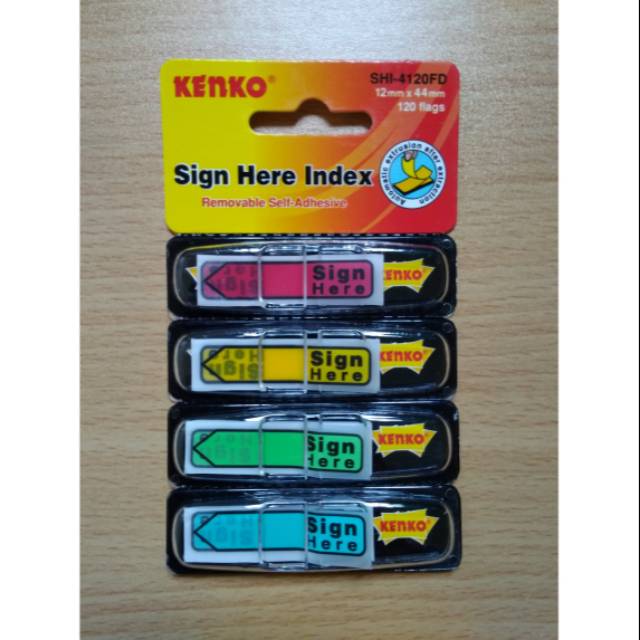 KENKO®
SHI-4120FD
12mm x 44mm
120 flags
Sign Here Index
Removable Self-Adhesive
Automatic extrusion after extraction
Sign
Here
KENKO®
Sign
Here
KENKO®
Sign
Here
KENKO®
Sign
Here
KENKO®